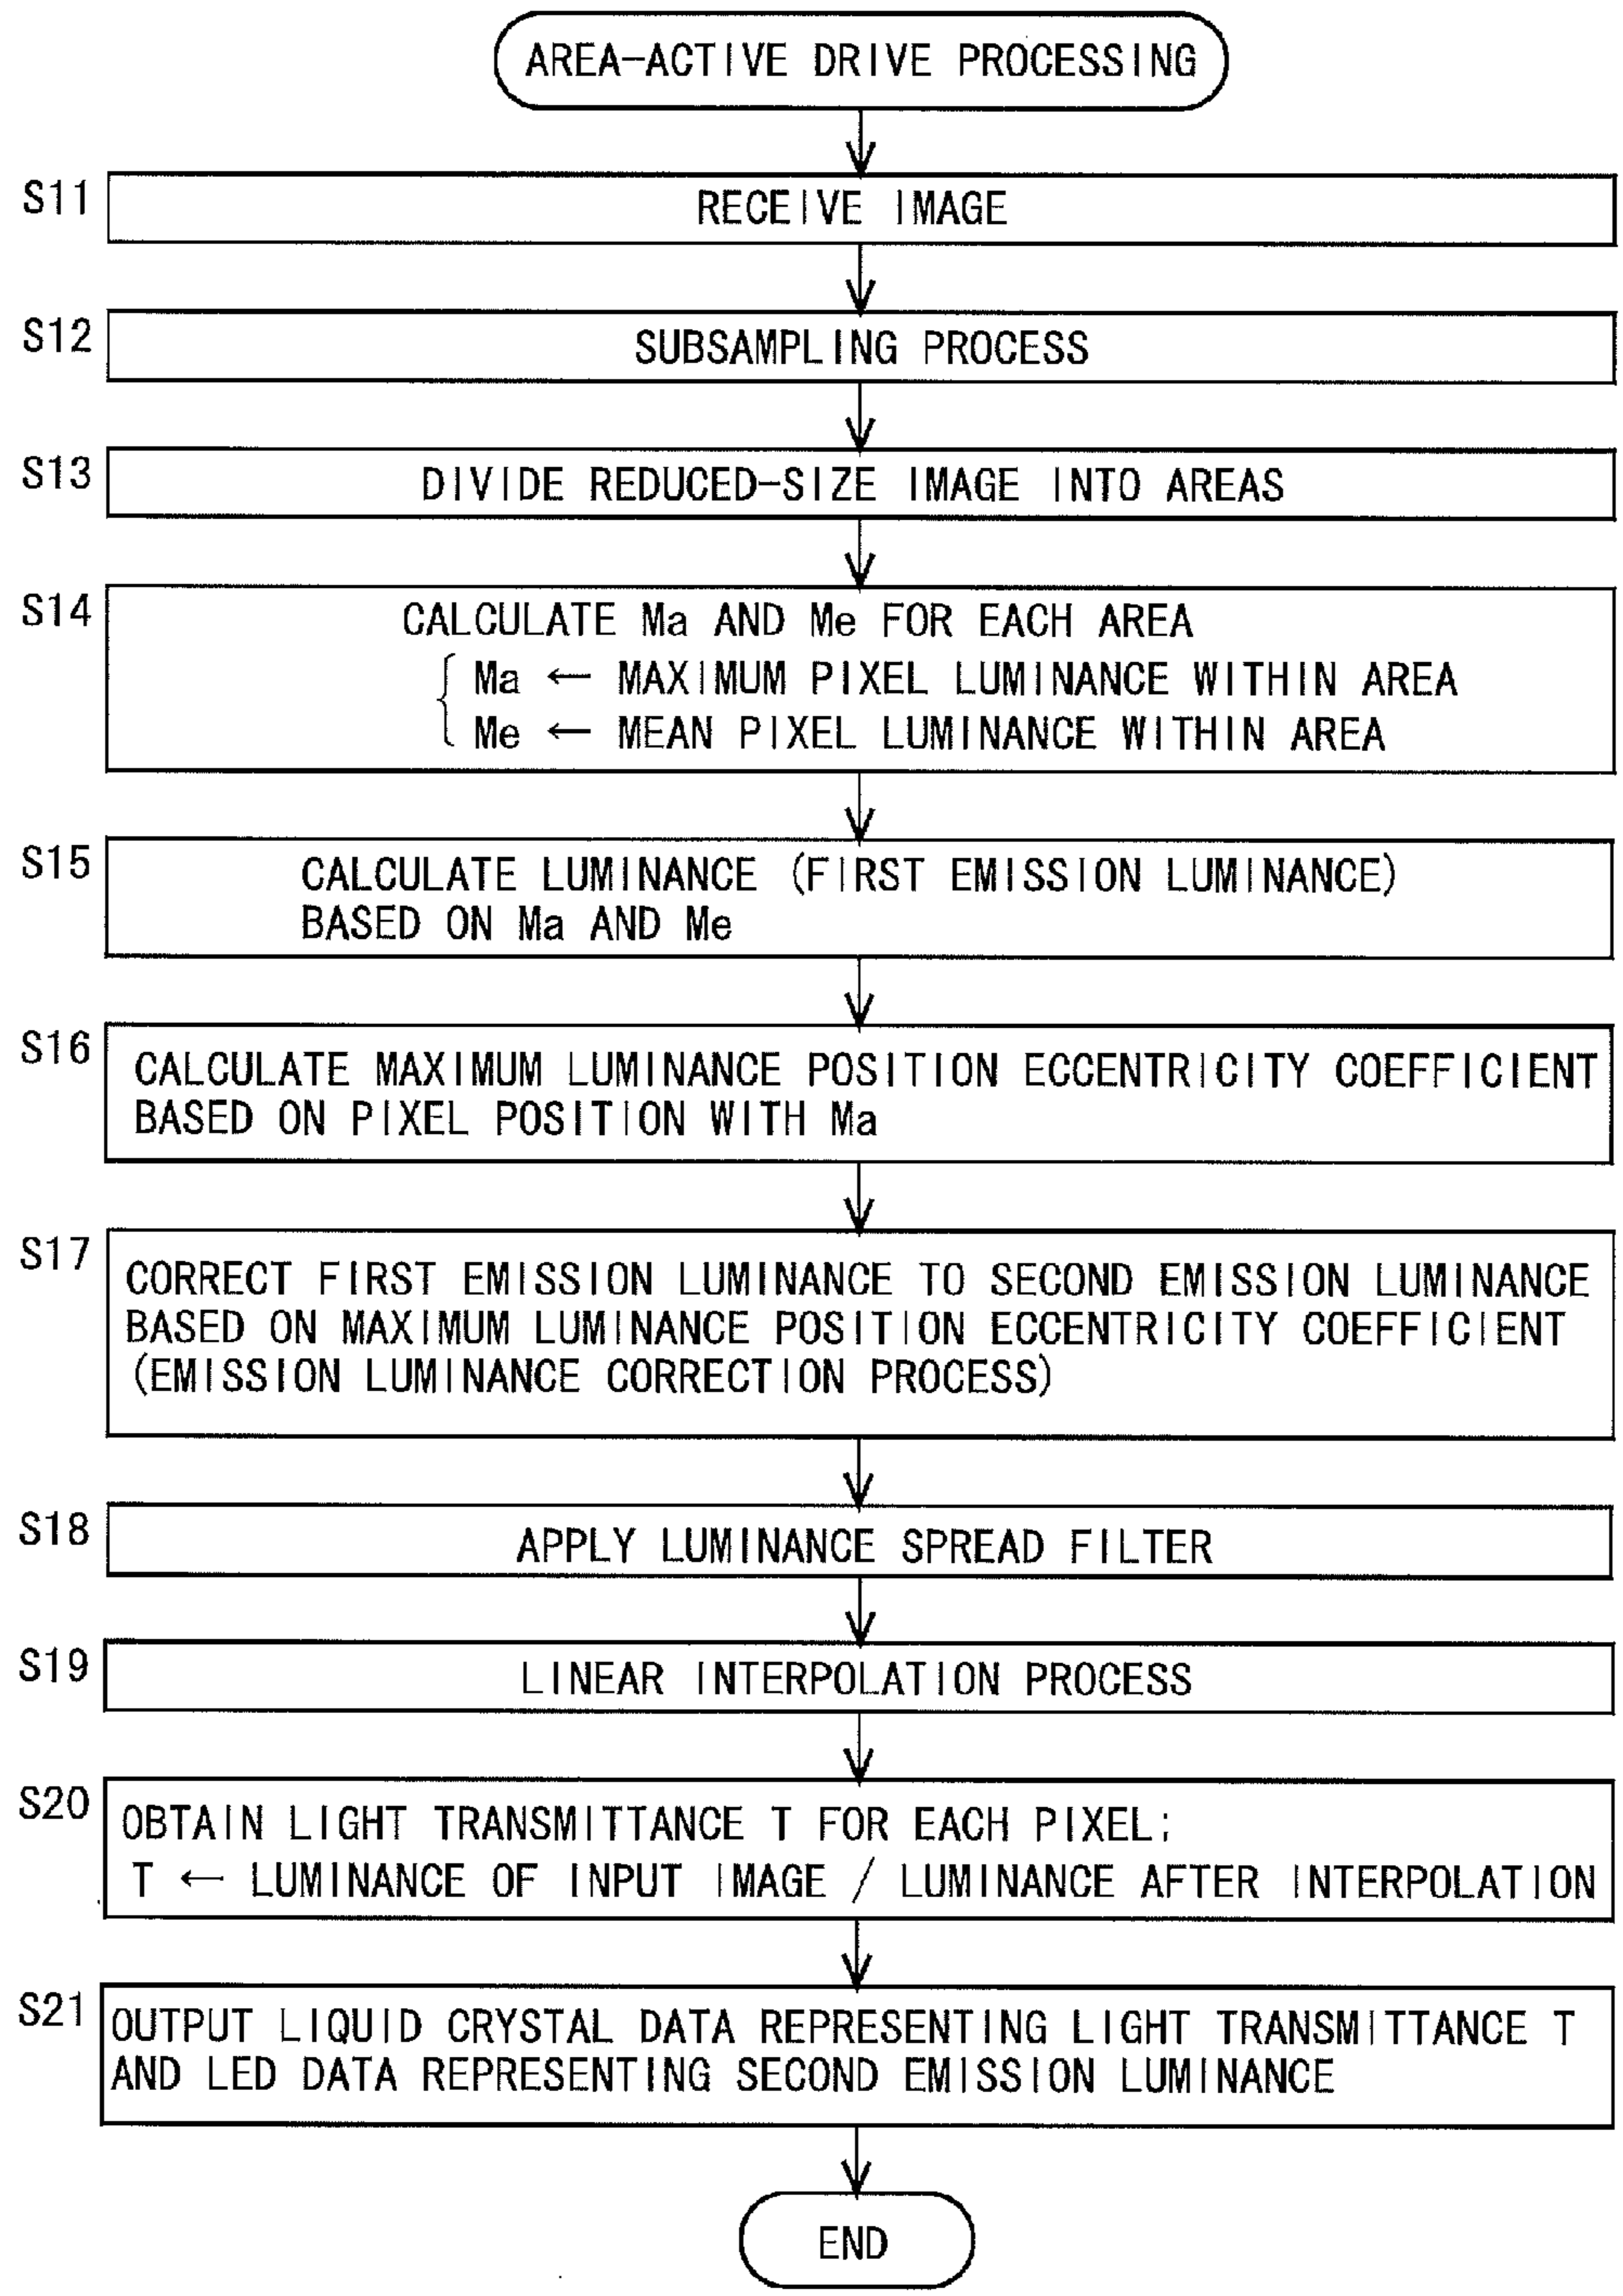 AREA-ACTIVE DRIVE PROCESSING
S11
RECEIVE IMAGE
S12
SUBSAMPLING PROCESS
S13
DIVIDE REDUCED-SIZE IMAGE INTO AREAS
S14
CALCULATE Ma AND Me FOR EACH AREA
Ma ← MAXIMUM PIXEL LUMINANCE WITHIN AREA
Me ← MEAN PIXEL LUMINANCE WITHIN AREA
S15
CALCULATE LUMINANCE (FIRST EMISSION LUMINANCE)
BASED ON Ma AND Me
S16
CALCULATE MAXIMUM LUMINANCE POSITION ECCENTRICITY COEFFICIENT
BASED ON PIXEL POSITION WITH Ma
S17
CORRECT FIRST EMISSION LUMINANCE TO SECOND EMISSION LUMINANCE
BASED ON MAXIMUM LUMINANCE POSITION ECCENTRICITY COEFFICIENT
(EMISSION LUMINANCE CORRECTION PROCESS)
S18
APPLY LUMINANCE SPREAD FILTER
S19
LINEAR INTERPOLATION PROCESS
S20
OBTAIN LIGHT TRANSMITTANCE T FOR EACH PIXEL;
T ← LUMINANCE OF INPUT IMAGE / LUMINANCE AFTER INTERPOLATION
S21
OUTPUT LIQUID CRYSTAL DATA REPRESENTING LIGHT TRANSMITTANCE T
AND LED DATA REPRESENTING SECOND EMISSION LUMINANCE
END